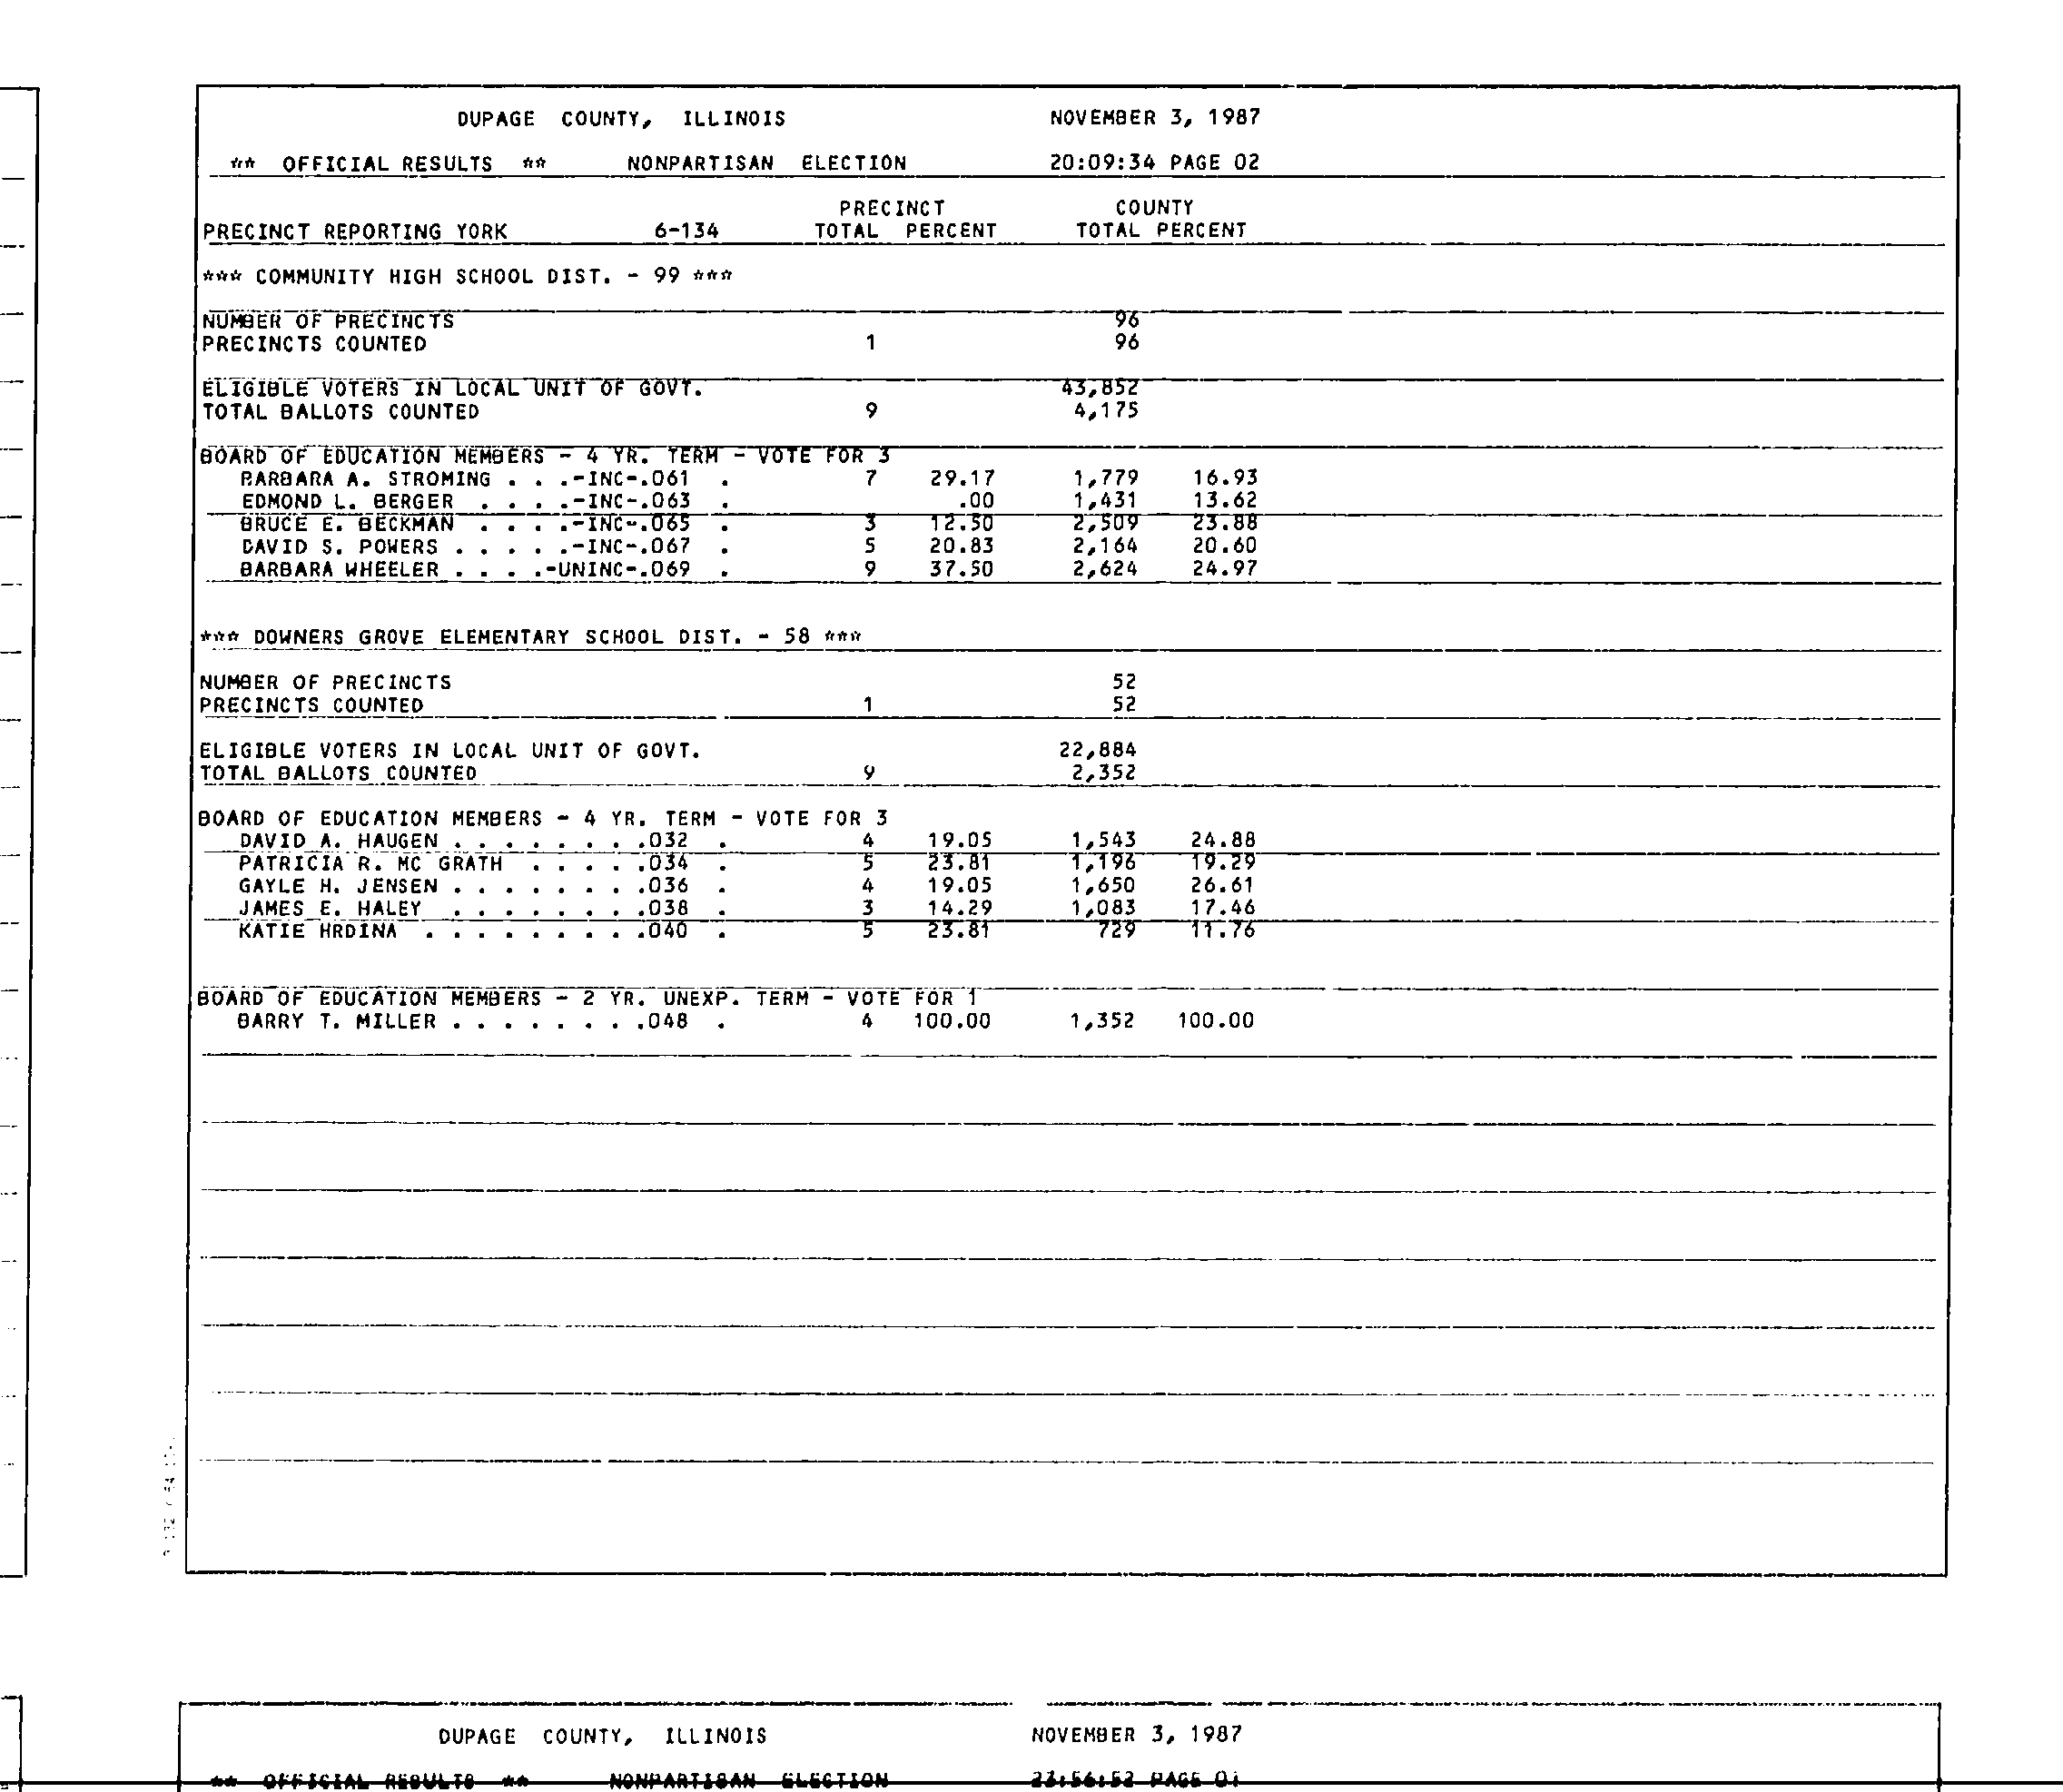 DUPAGE COUNTY, ILLINOIS NOVEMBER 3, 1987
** OFFICIAL RESULTS ** NONPARTISAN ELECTION 20:09:34 PAGE 02
PRECINCT COUNTY
PRECINCT REPORTING YORK 6-134 TOTAL PERCENT TOTAL PERCENT
*** COMMUNITY HIGH SCHOOL DIST. - 99 ***
NUMBER OF PRECINCTS 96
PRECINCTS COUNTED 1 96
ELIGIBLE VOTERS IN LOCAL UNIT OF GOVT. 43,852
TOTAL BALLOTS COUNTED 9 4,175
BOARD OF EDUCATION MEMBERS - 4 YR. TERM - VOTE FOR 3
BARBARA A. STROMING . . .-INC-.061 . 7 29.17 1,779 16.93
EDMOND L. BERGER . . . .-INC-.063 . .00 1,431 13.62
BRUCE E. BECKMAN . . . .-INC-.065 . 3 12.50 2,509 23.88
DAVID S. POWERS . . . . .-INC-.067 . 5 20.83 2,164 20.60
BARBARA WHEELER . . . .-UNINC-.069 . 9 37.50 2,624 24.97
*** DOWNERS GROVE ELEMENTARY SCHOOL DIST. - 58 ***
NUMBER OF PRECINCTS 52
PRECINCTS COUNTED 1 52
ELIGIBLE VOTERS IN LOCAL UNIT OF GOVT. 22,884
TOTAL BALLOTS COUNTED 9 2,352
BOARD OF EDUCATION MEMBERS - 4 YR. TERM - VOTE FOR 3
DAVID A. HAUGEN . . . . . . . .032 . 4 19.05 1,543 24.88
PATRICIA R. MC GRATH . . . . .034 . 5 23.81 1,196 19.29
GAYLE H. JENSEN . . . . . . . .036 . 4 19.05 1,650 26.61
JAMES E. HALEY . . . . . . . .038 . 3 14.29 1,083 17.46
KATIE HRDINA . . . . . . . . .040 . 5 23.81 729 11.76
BOARD OF EDUCATION MEMBERS - 2 YR. UNEXP. TERM - VOTE FOR 1
BARRY T. MILLER . . . . . . . .048 . 4 100.00 1,352 100.00
DUPAGE COUNTY, ILLINOIS NOVEMBER 3, 1987
** OFFICIAL RESULTS ** NONPARTISAN ELECTION 23:56:52 PAGE 01